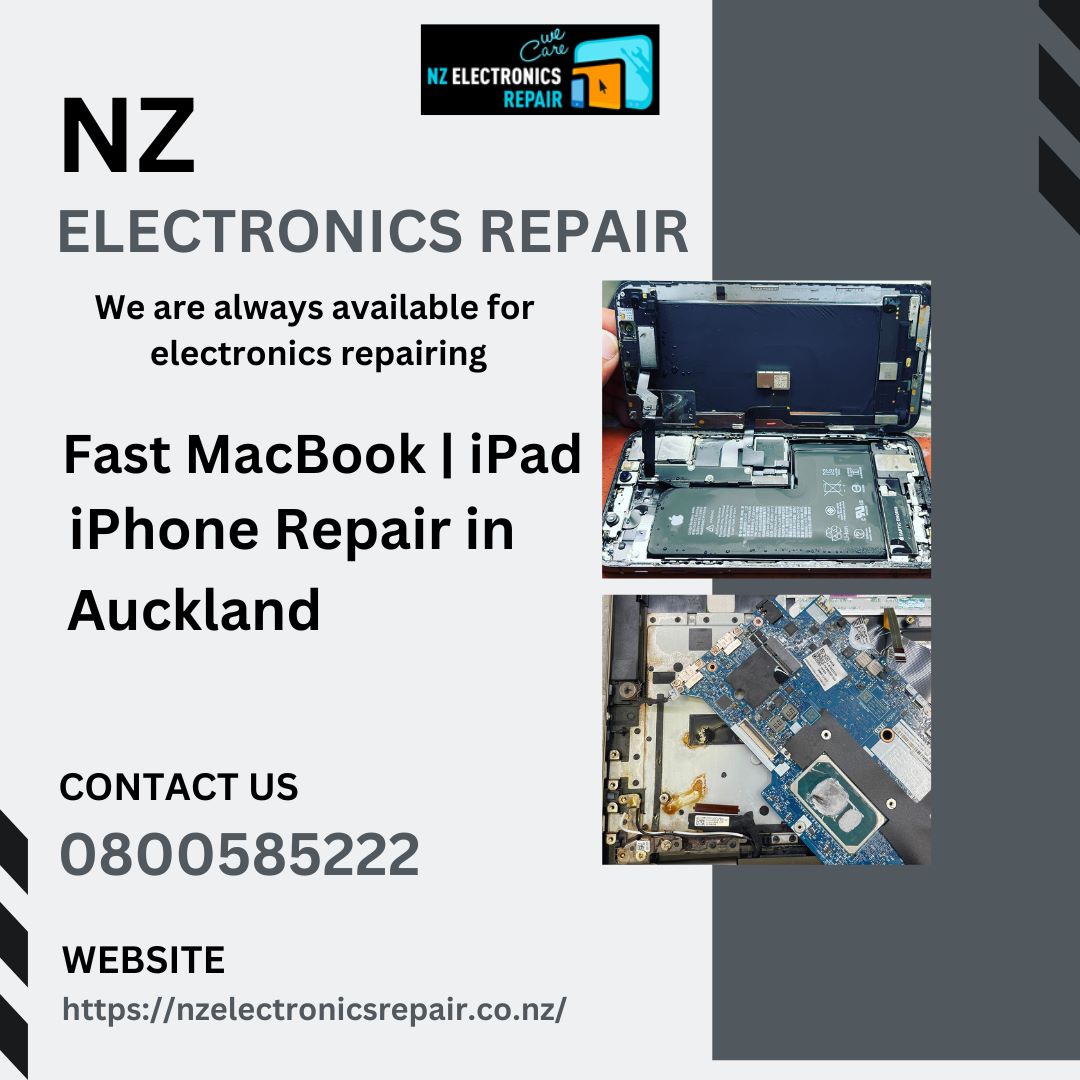 we
Care
NZ ELECTRONICS
REPAIR
NZ
ELECTRONICS REPAIR
We are always available for
electronics repairing
Fast MacBook | iPad
iPhone Repair in
Auckland
CONTACT US
0800585222
WEBSITE
https://nzelectronicsrepair.co.nz/